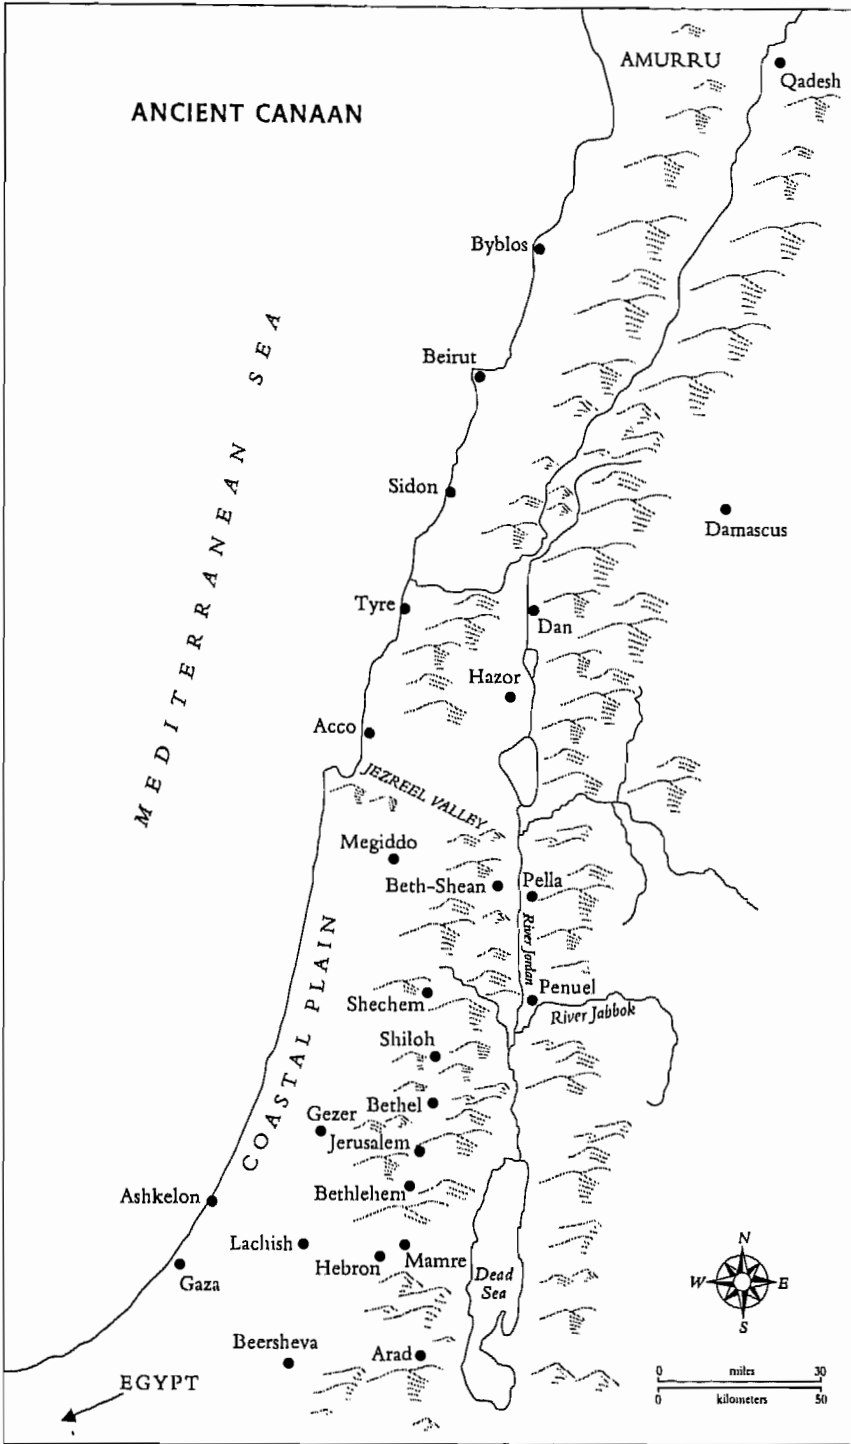 ANCIENT CANAAN
AMURRU
Qadesh
Byblos
MEDITERRANEAN SEA
Beirut
Sidon
Damascus
Tyre
Dan
Hazor
Acco
JEZREEL VALLEY
Megiddo
Beth-Shean
Pella
River Jordan
COASTAL PLAIN
Shechem
Penuel
River Jabbok
Shiloh
Bethel
Gezer
Jerusalem
Ashkelon
Bethlehem
Lachish
Hebron
Mamre
Dead
Sea
Gaza
N
W
E
S
Beersheva
Arad
EGYPT
0 miles 30
0 kilometers 50